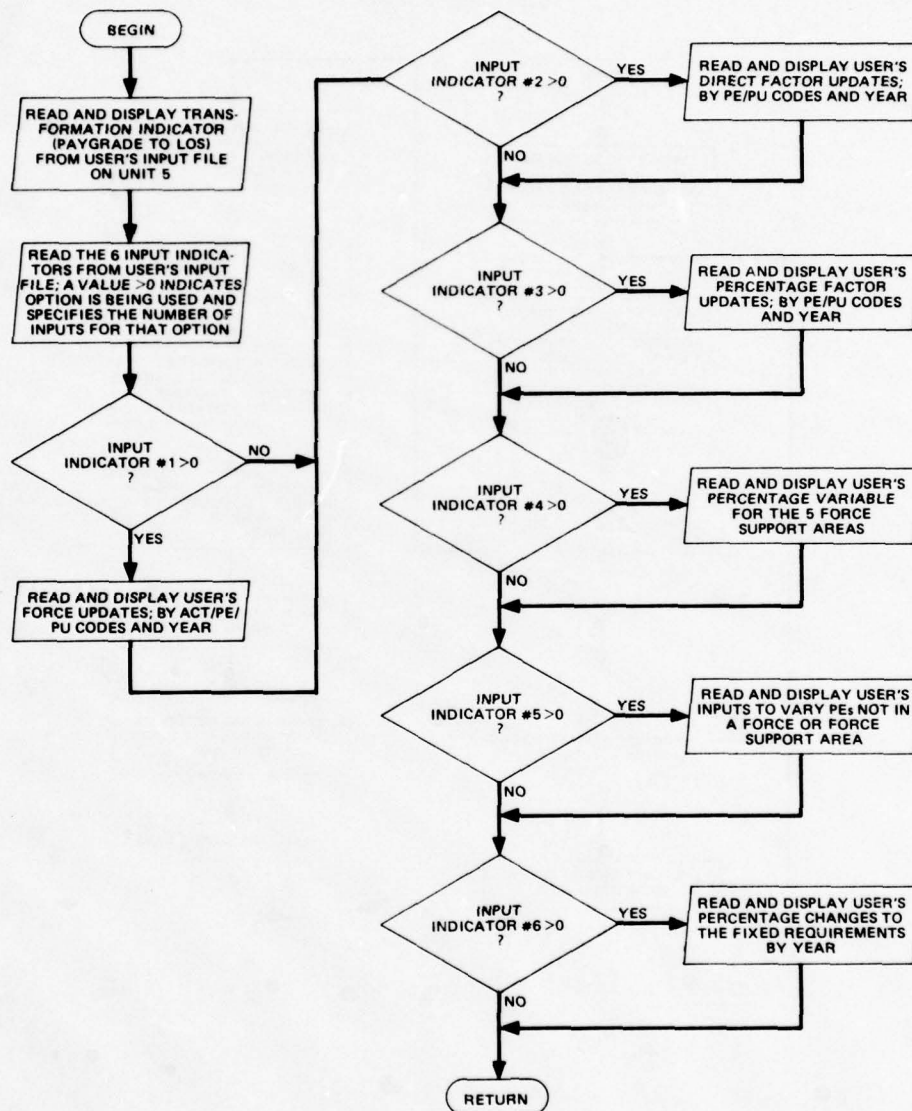 BEGIN
READ AND DISPLAY TRANS-
FORMATION INDICATOR
(PAYGRADE TO LOS)
FROM USER'S INPUT FILE
ON UNIT 5
READ THE 6 INPUT INDICA-
TORS FROM USER'S INPUT
FILE; A VALUE >0 INDICATES
OPTION IS BEING USED AND
SPECIFIES THE NUMBER OF
INPUTS FOR THAT OPTION
INPUT
INDICATOR #1 >0
?
NO
YES
READ AND DISPLAY USER'S
FORCE UPDATES; BY ACT/PE/
PU CODES AND YEAR
INPUT
INDICATOR #2 >0
?
YES
READ AND DISPLAY USER'S
DIRECT FACTOR UPDATES;
BY PE/PU CODES AND YEAR
NO
INPUT
INDICATOR #3 >0
?
YES
READ AND DISPLAY USER'S
PERCENTAGE FACTOR
UPDATES; BY PE/PU CODES
AND YEAR
NO
INPUT
INDICATOR #4 >0
?
YES
READ AND DISPLAY USER'S
PERCENTAGE VARIABLE
FOR THE 5 FORCE
SUPPORT AREAS
NO
INPUT
INDICATOR #5 >0
?
YES
READ AND DISPLAY USER'S
INPUTS TO VARY PEs NOT IN
A FORCE OR FORCE
SUPPORT AREA
NO
INPUT
INDICATOR #6 >0
?
YES
READ AND DISPLAY USER'S
PERCENTAGE CHANGES TO
THE FIXED REQUIREMENTS
BY YEAR
NO
RETURN